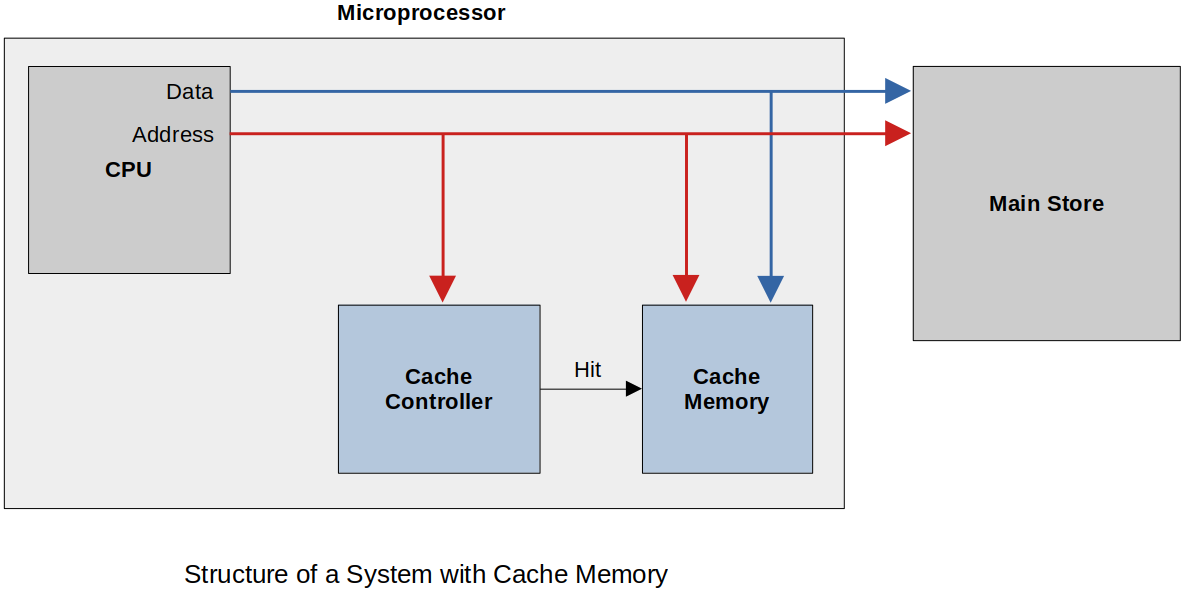 Microprocessor
Data
Address
CPU
Main Store
Cache
Controller
Hit
Cache
Memory
Structure of a System with Cache Memory